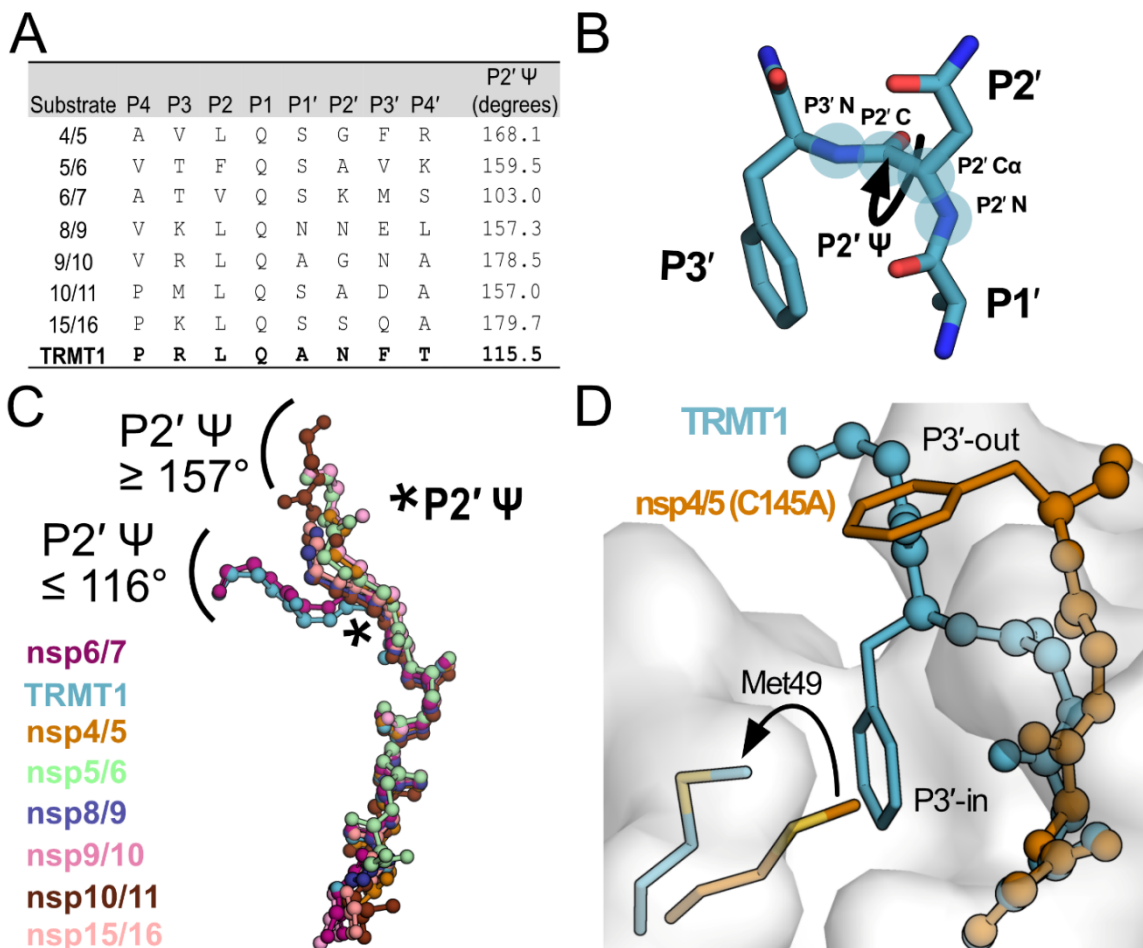 A
P2′ Ψ
Substrate P4 P3 P2 P1 P1′ P2′ P3′ P4′ (degrees)
4/5 A V L Q S G F R 168.1
5/6 V T F Q S A V K 159.5
6/7 A T V Q S K M S 103.0
8/9 V K L Q N N E L 157.3
9/10 V R L Q A G N A 178.5
10/11 P M L Q S A D A 157.0
15/16 P K L Q S S Q A 179.7
TRMT1 P R L Q A N F T 115.5
B
P2′
P3′ N
P2′ C
P2′ Cα
P2′ N
P2′ Ψ
P3′
P1′
C
P2′ Ψ
≥ 157°
*P2′ Ψ
P2′ Ψ
≤ 116°
*
nsp6/7
TRMT1
nsp4/5
nsp5/6
nsp8/9
nsp9/10
nsp10/11
nsp15/16
D
TRMT1
P3′-out
nsp4/5 (C145A)
Met49
P3′-in